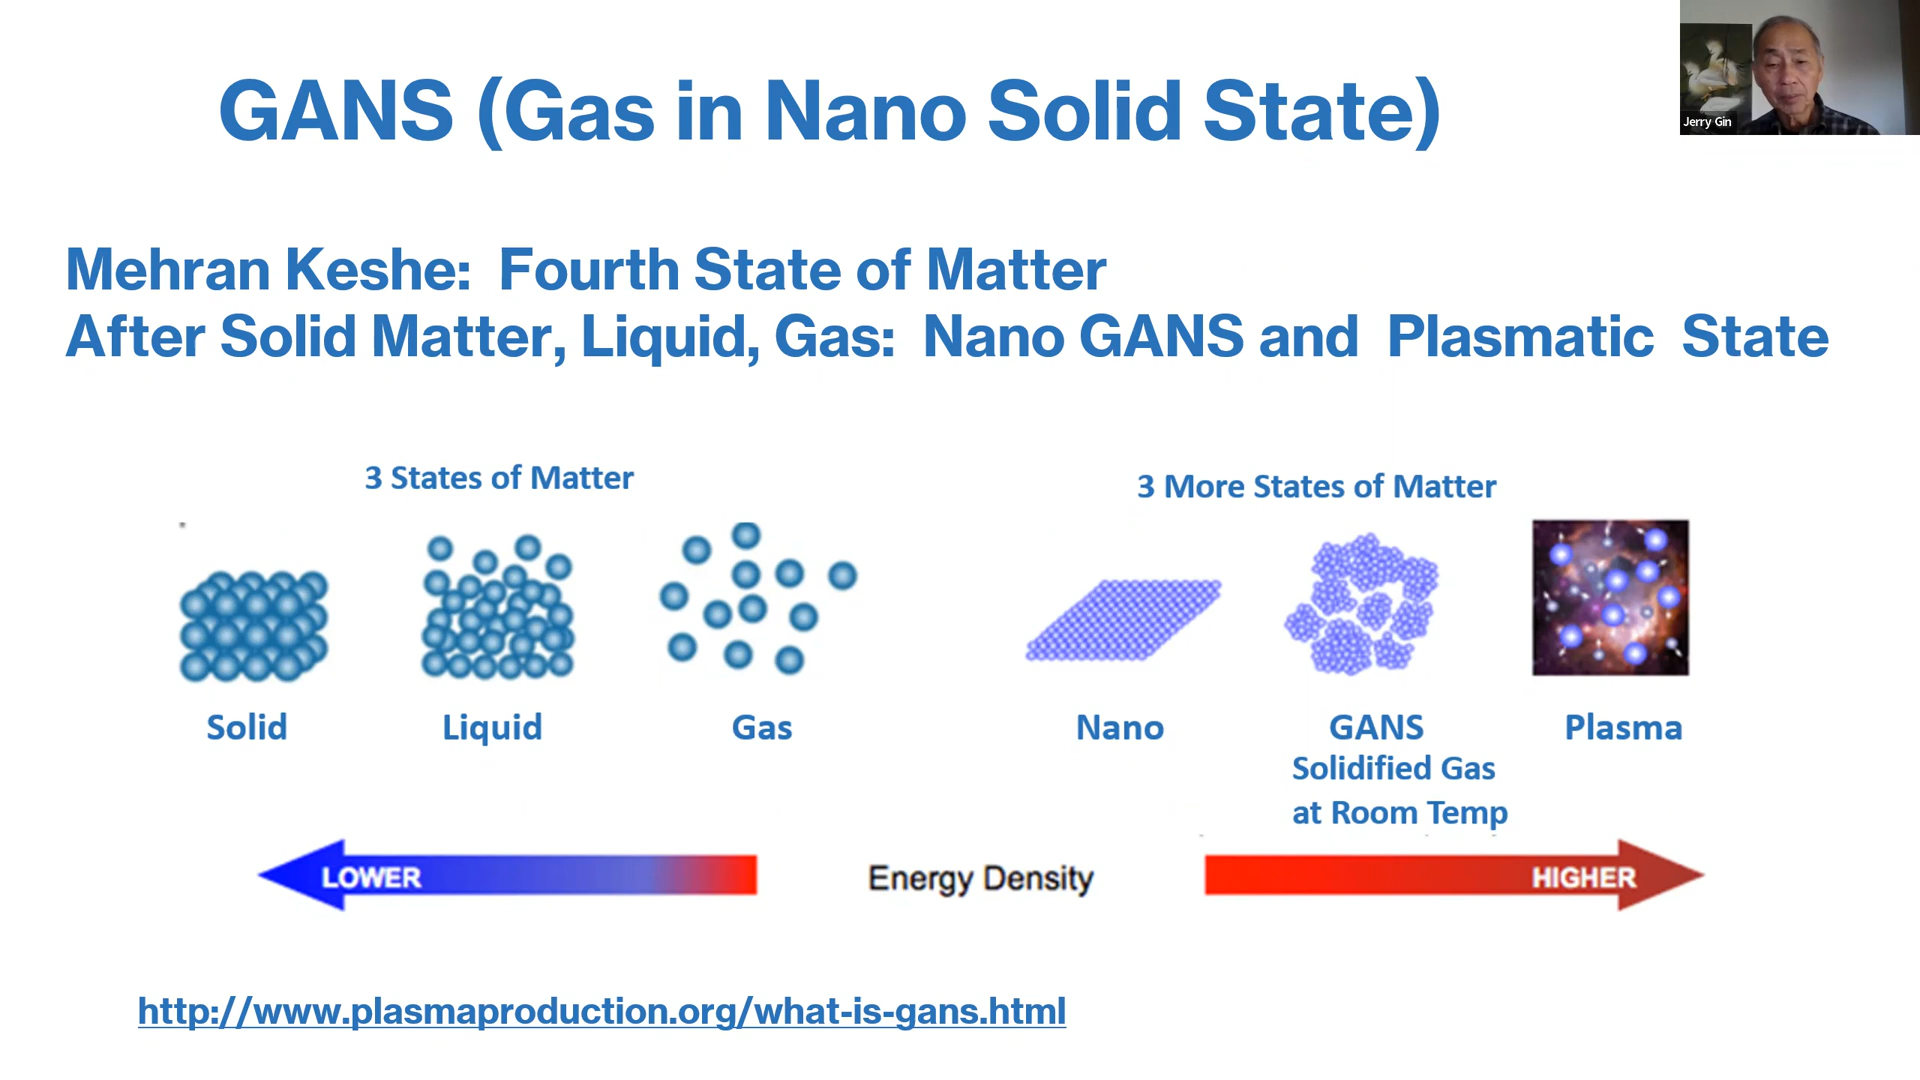 GANS (Gas in Nano Solid State)
Jerry Gin
Mehran Keshe: Fourth State of Matter
After Solid Matter, Liquid, Gas: Nano GANS and Plasmatic State
3 States of Matter
3 More States of Matter
Solid
Liquid
Gas
Nano
GANS
Plasma
Solidified Gas
at Room Temp
LOWER
Energy Density
HIGHER
http://www.plasmaproduction.org/what-is-gans.html